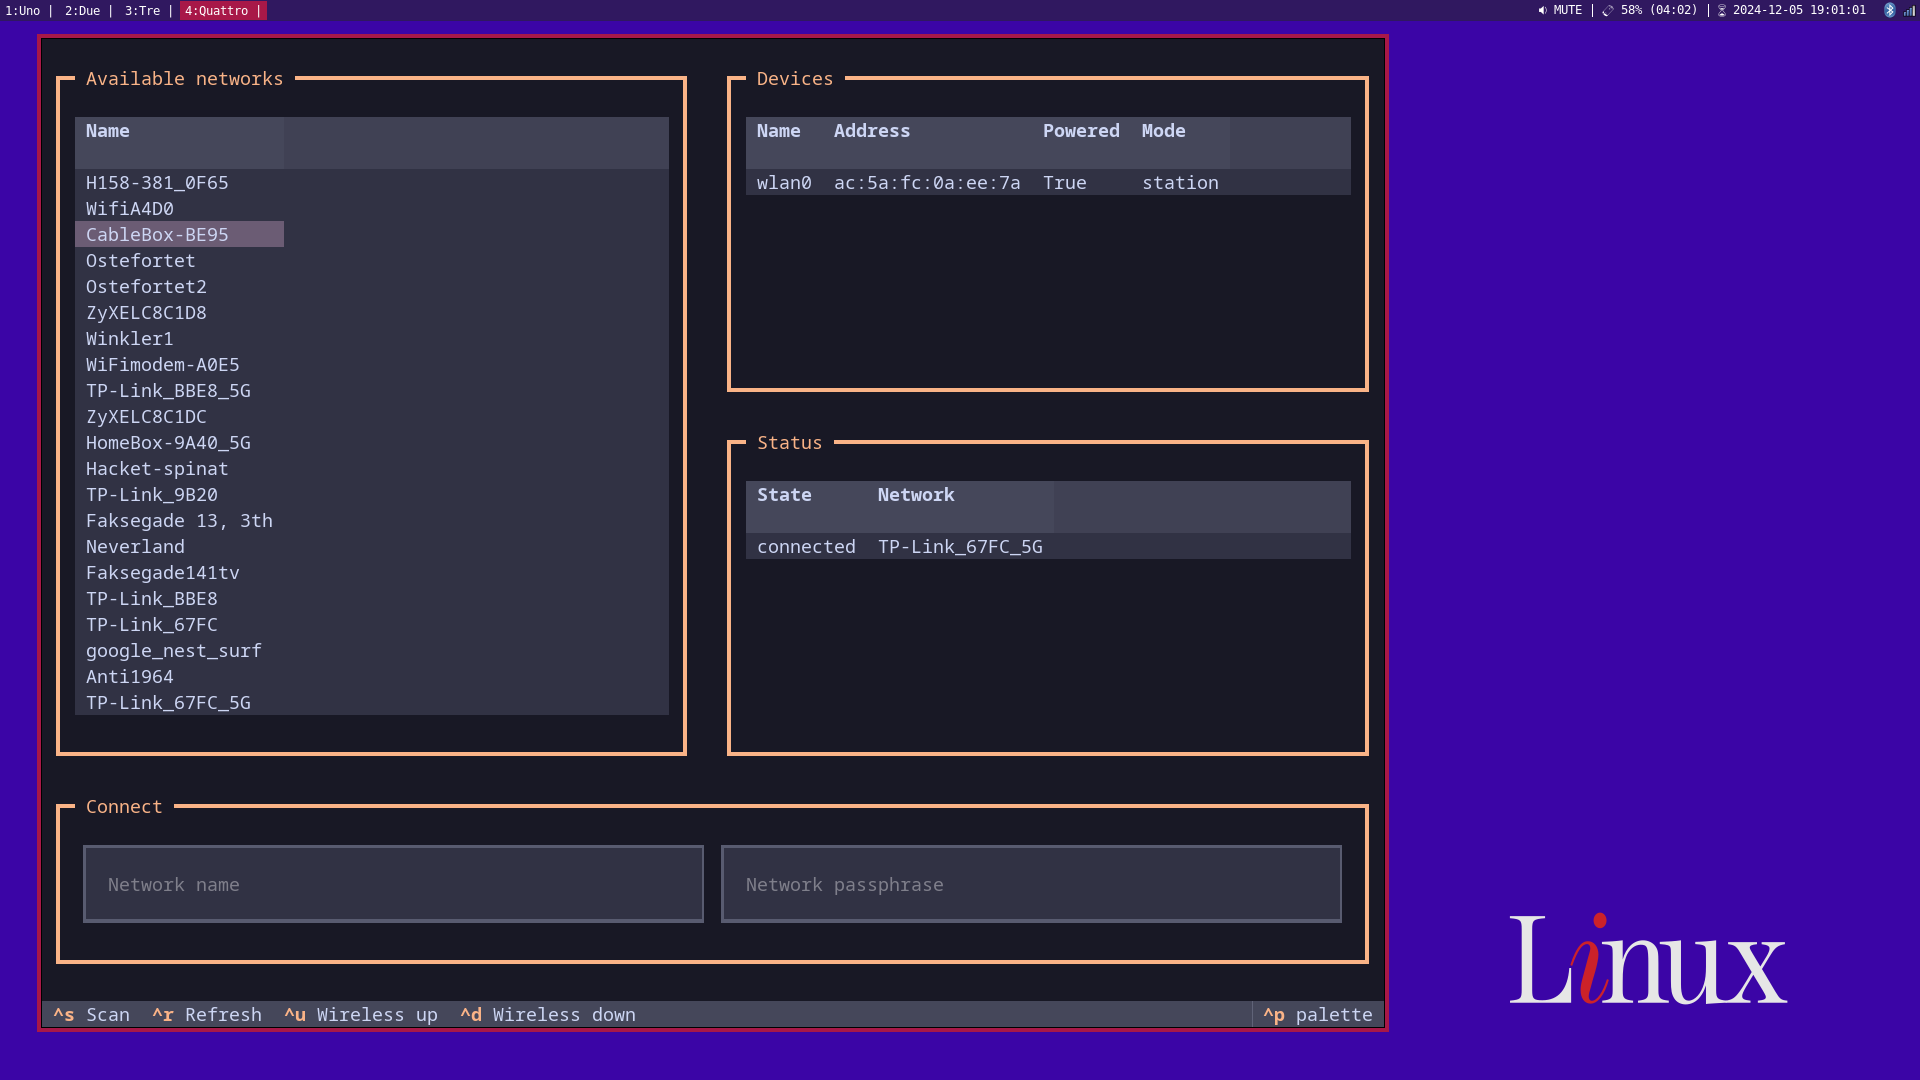 1:Uno | 2:Due | 3:Tre | 4:Quattro |
MUTE | 58% (04:02) | 2024-12-05 19:01:01
Available networks
Name
H158-381_0F65
WifiA4D0
CableBox-BE95
Ostefortet
Ostefortet2
ZyXELC8C1D8
Winkler1
WiFimodem-A0E5
TP-Link_BBE8_5G
ZyXELC8C1DC
HomeBox-9A40_5G
Hacket-spinat
TP-Link_9B20
Faksegade 13, 3th
Neverland
Faksegade141tv
TP-Link_BBE8
TP-Link_67FC
google_nest_surf
Anti1964
TP-Link_67FC_5G
Devices
Name Address Powered Mode
wlan0 ac:5a:fc:0a:ee:7a True station
Status
State Network
connected TP-Link_67FC_5G
Connect
Network name
Network passphrase
^s Scan ^r Refresh ^u Wireless up ^d Wireless down ^p palette
Linux